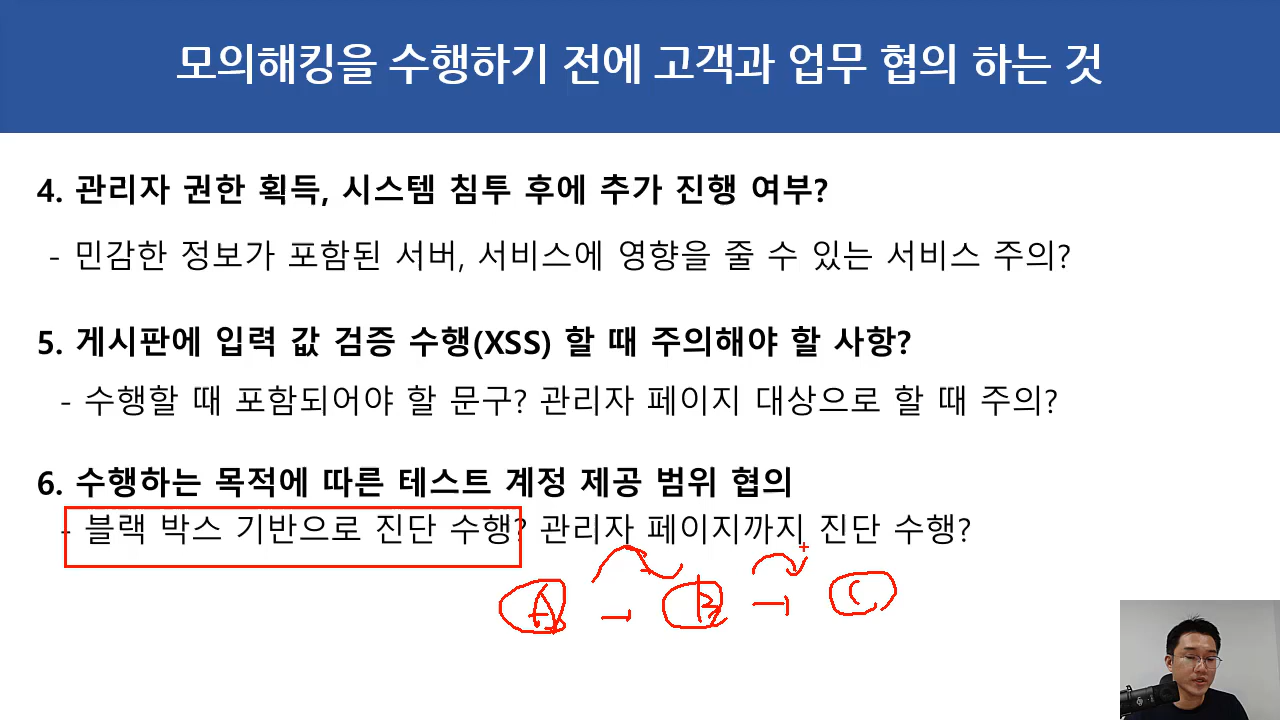 모의해킹을 수행하기 전에 고객과 업무 협의 하는 것
4. 관리자 권한 획득, 시스템 침투 후에 추가 진행 여부?
- 민감한 정보가 포함된 서버, 서비스에 영향을 줄 수 있는 서비스 주의?
5. 게시판에 입력 값 검증 수행(XSS) 할 때 주의해야 할 사항?
- 수행할 때 포함되어야 할 문구? 관리자 페이지 대상으로 할 때 주의?
6. 수행하는 목적에 따른 테스트 계정 제공 범위 협의
- 블랙 박스 기반으로 진단 수행? 관리자 페이지까지 진단 수행?
A B C